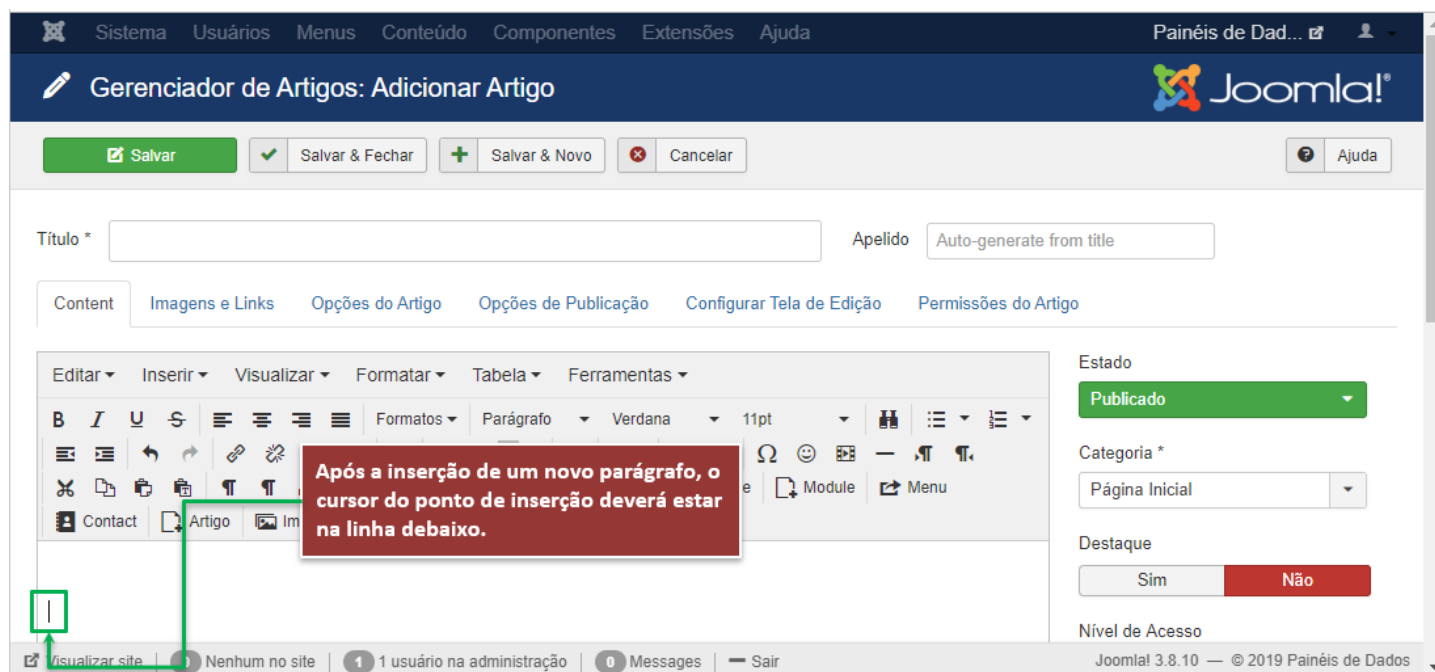 Sistema Usuários Menus Conteúdo Componentes Extensões Ajuda Painéis de Dad...
Gerenciador de Artigos: Adicionar Artigo Joomla!®
Salvar Salvar & Fechar Salvar & Novo Cancelar Ajuda
Título * Apelido Auto-generate from title
Content Imagens e Links Opções do Artigo Opções de Publicação Configurar Tela de Edição Permissões do Artigo
Editar Inserir Visualizar Formatar Tabela Ferramentas
B I U S Formatos Parágrafo Verdana 11pt
Module Menu
Contact Artigo
Após a inserção de um novo parágrafo, o
cursor do ponto de inserção deverá estar
na linha debaixo.
Estado
Publicado
Categoria *
Página Inicial
Destaque
Sim Não
Nível de Acesso
Visualizar site 0 Nenhum no site 1 1 usuário na administração 0 Messages Sair Joomla! 3.8.10 — © 2019 Painéis de Dados